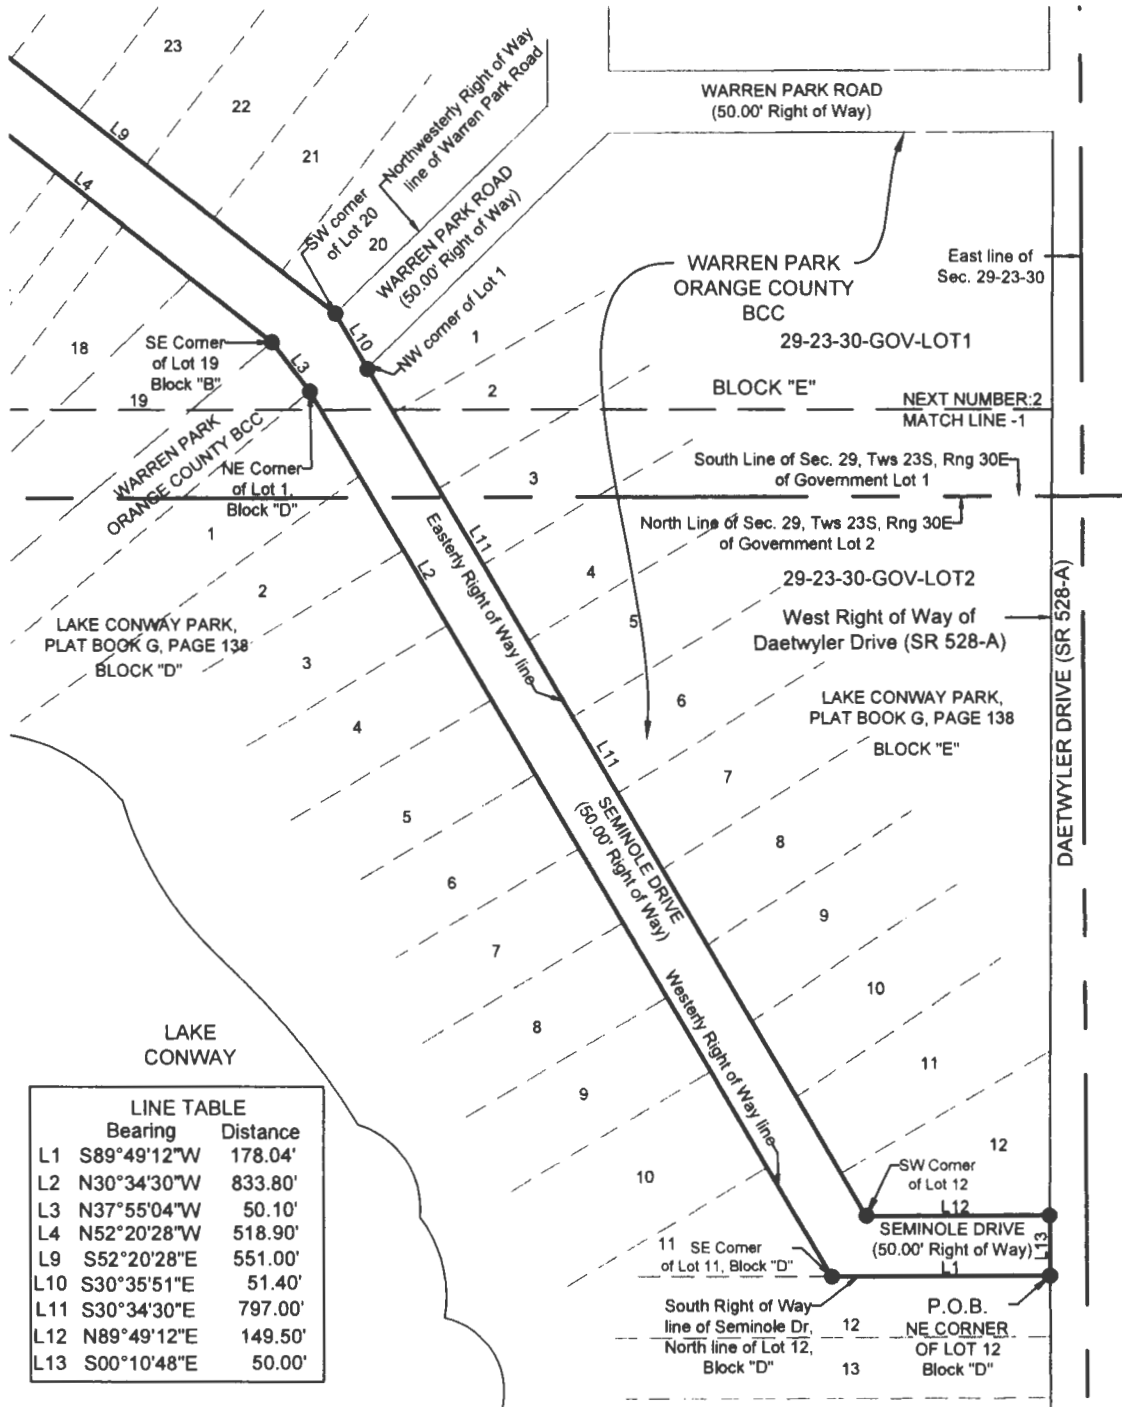 23
22
21
L9
L4
SW corner
of Lot 20
Northwesterly Right of Way
line of Warren Park Road
20
WARREN PARK ROAD
(50.00' Right of Way)
WARREN PARK ROAD
(50.00' Right of Way)
East line of
Sec. 29-23-30
WARREN PARK
ORANGE COUNTY
BCC
29-23-30-GOV-LOT1
18
SE Corner
of Lot 19
Block "B"
L3
L10
NW corner of Lot 1
1
2
BLOCK "E"
NEXT NUMBER:2
MATCH LINE -1
19
WARREN PARK
ORANGE COUNTY BCC
NE Corner
of Lot 1,
Block "D"
3
South Line of Sec. 29, Tws 23S, Rng 30E
of Government Lot 1
North Line of Sec. 29, Tws 23S, Rng 30E
of Government Lot 2
1
L11
L2
Easterly Right of Way line
4
29-23-30-GOV-LOT2
2
5
West Right of Way of
Daetwyler Drive (SR 528-A)
DAETWYLER DRIVE (SR 528-A)
LAKE CONWAY PARK,
PLAT BOOK G, PAGE 138
BLOCK "D"
3
4
6
LAKE CONWAY PARK,
PLAT BOOK G, PAGE 138
BLOCK "E"
L11
7
5
SEMINOLE DRIVE
(50.00' Right of Way)
8
6
9
7
Westerly Right of Way line
10
8
11
9
LAKE
CONWAY
12
10
SW Corner
of Lot 12
L12
SEMINOLE DRIVE
(50.00' Right of Way)
L13
11
SE Corner
of Lot 11, Block "D"
L1
South Right of Way
line of Seminole Dr,
North line of Lot 12,
Block "D"
12
13
P.O.B.
NE CORNER
OF LOT 12
Block "D"
LINE TABLE
Bearing Distance
L1 S89°49'12"W 178.04'
L2 N30°34'30"W 833.80'
L3 N37°55'04"W 50.10'
L4 N52°20'28"W 518.90'
L9 S52°20'28"E 551.00'
L10 S30°35'51"E 51.40'
L11 S30°34'30"E 797.00'
L12 N89°49'12"E 149.50'
L13 S00°10'48"E 50.00'